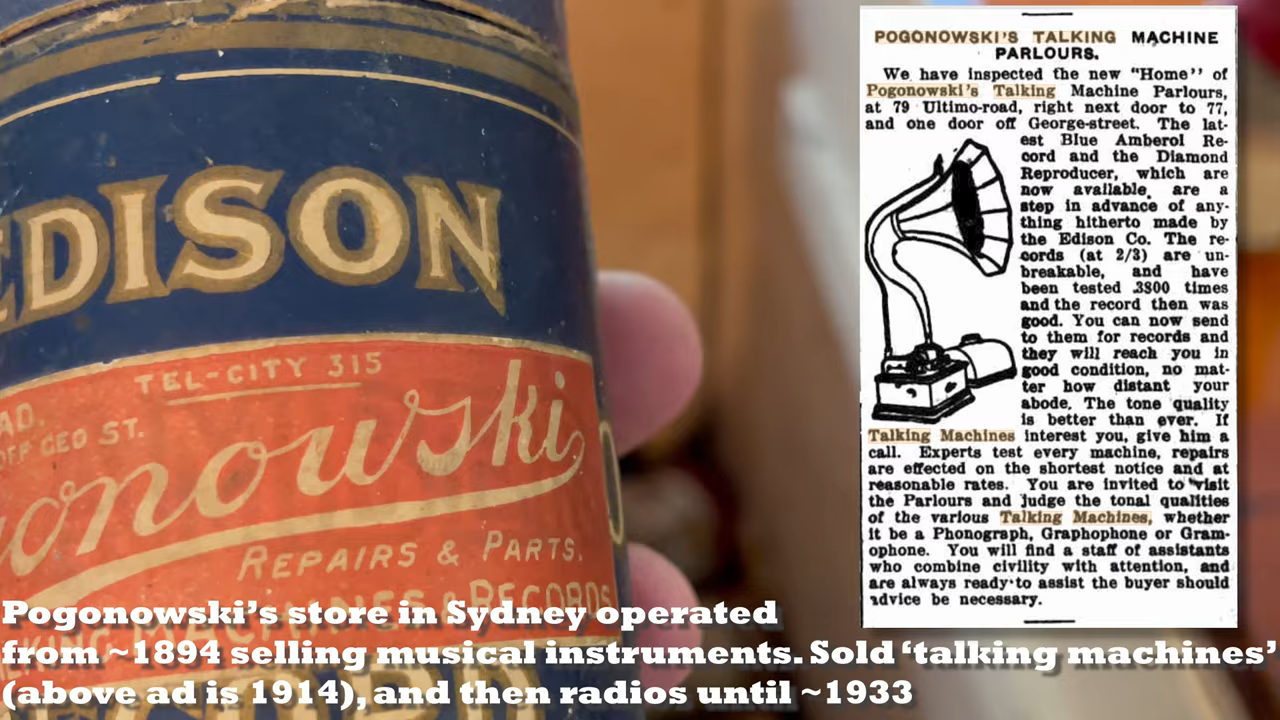 EDISON
TEL-CITY 315
AD.
OFF GEO ST.
onowski
REPAIRS & PARTS.
KING MACHINES & RECORDS
POGONOWSKI'S TALKING MACHINE
PARLOURS.
We have inspected the new "Home" of
Pogonowski's Talking Machine Parlours,
at 79 Ultimo-road, right next door to 77,
and one door off George-street. The lat-
est Blue Amberol Re-
cord and the Diamond
Reproducer, which are
now available, are a
step in advance of any-
thing hitherto made by
the Edison Co. The re-
cords (at 2/3) are un-
breakable, and have
been tested 3800 times
and the record then was
good. You can now send
to them for records and
they will reach you in
good condition, no mat-
ter how distant your
abode. The tone quality
is better than ever. If
Talking Machines interest you, give him a
call. Experts test every machine, repairs
are effected on the shortest notice and at
reasonable rates. You are invited to visit
the Parlours and judge the tonal qualities
of the various Talking Machines, whether
it be a Phonograph, Graphophone or Gram-
ophone. You will find a staff of assistants
who combine civility with attention, and
are always ready to assist the buyer should
advice be necessary.
Pogonowski's store in Sydney operated
from ~1894 selling musical instruments. Sold 'talking machines'
(above ad is 1914), and then radios until ~1933